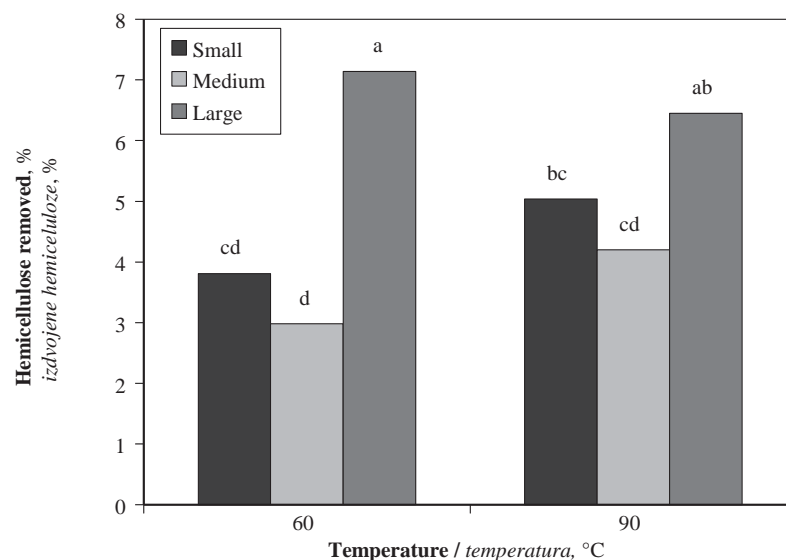 8
7
6
5
4
3
2
1
0
Hemicellulose removed, %
izdvojene hemiceluloze, %
Small
Medium
Large
cd
d
a
bc
cd
ab
60
90
Temperature / temperatura, °C